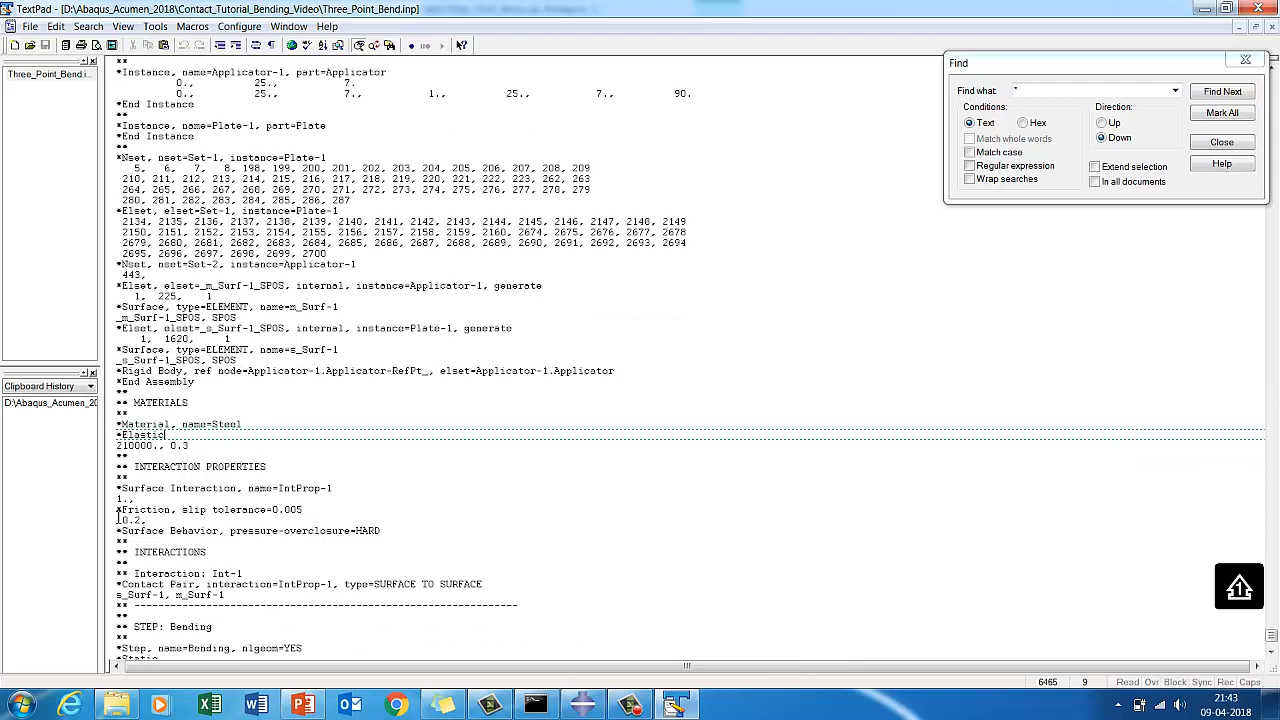 TextPad - [D:\Abaqus_Acumen_2018\Contact_Tutorial_Bending_Video\Three_Point_Bend.inp]
File Edit Search View Tools Macros Configure Window Help
Three_Point_Bend.i...
Clipboard History
D:\Abaqus_Acumen_20
**
*Instance, name=Applicator-1, part=Applicator
0., 25., 7.
0., 25., 7., 1., 25., 7., 90.
*End Instance
**
*Instance, name=Plate-1, part=Plate
*End Instance
**
*Nset, nset=Set-1, instance=Plate-1
5, 6, 7, 8, 198, 199, 200, 201, 202, 203, 204, 205, 206, 207, 208, 209
210, 211, 212, 213, 214, 215, 216, 217, 218, 219, 220, 221, 222, 223, 262, 263
264, 265, 266, 267, 268, 269, 270, 271, 272, 273, 274, 275, 276, 277, 278, 279
280, 281, 282, 283, 284, 285, 286, 287
*Elset, elset=Set-1, instance=Plate-1
2134, 2135, 2136, 2137, 2138, 2139, 2140, 2141, 2142, 2143, 2144, 2145, 2146, 2147, 2148, 2149
2150, 2151, 2152, 2153, 2154, 2155, 2156, 2157, 2158, 2159, 2160, 2674, 2675, 2676, 2677, 2678
2679, 2680, 2681, 2682, 2683, 2684, 2685, 2686, 2687, 2688, 2689, 2690, 2691, 2692, 2693, 2694
2695, 2696, 2697, 2698, 2699, 2700
*Nset, nset=Set-2, instance=Applicator-1
443,
*Elset, elset=_m_Surf-1_SPOS, internal, instance=Applicator-1, generate
1, 225, 1
*Surface, type=ELEMENT, name=m_Surf-1
_m_Surf-1_SPOS, SPOS
*Elset, elset=_s_Surf-1_SPOS, internal, instance=Plate-1, generate
1, 1620, 1
*Surface, type=ELEMENT, name=s_Surf-1
_s_Surf-1_SPOS, SPOS
*Rigid Body, ref node=Applicator-1.Applicator-RefPt_, elset=Applicator-1.Applicator
*End Assembly
**
** MATERIALS
**
*Material, name=Steel
*Elastic
210000., 0.3
**
** INTERACTION PROPERTIES
**
*Surface Interaction, name=IntProp-1
1.,
*Friction, slip tolerance=0.005
0.2,
*Surface Behavior, pressure-overclosure=HARD
**
** INTERACTIONS
**
** Interaction: Int-1
*Contact Pair, interaction=IntProp-1, type=SURFACE TO SURFACE
s_Surf-1, m_Surf-1
** ----------------------------------------------------------------
**
** STEP: Bending
**
*Step, name=Bending, nlgeom=YES
*Static
Find
Find what: *
Find Next
Conditions:
Direction:
Mark All
Text Hex
Up
Match whole words
Down
Close
Match case
Regular expression
Extend selection
Help
Wrap searches
In all documents
6465 9 Read Ovr Block Sync Rec Caps
21:43
09-04-2018